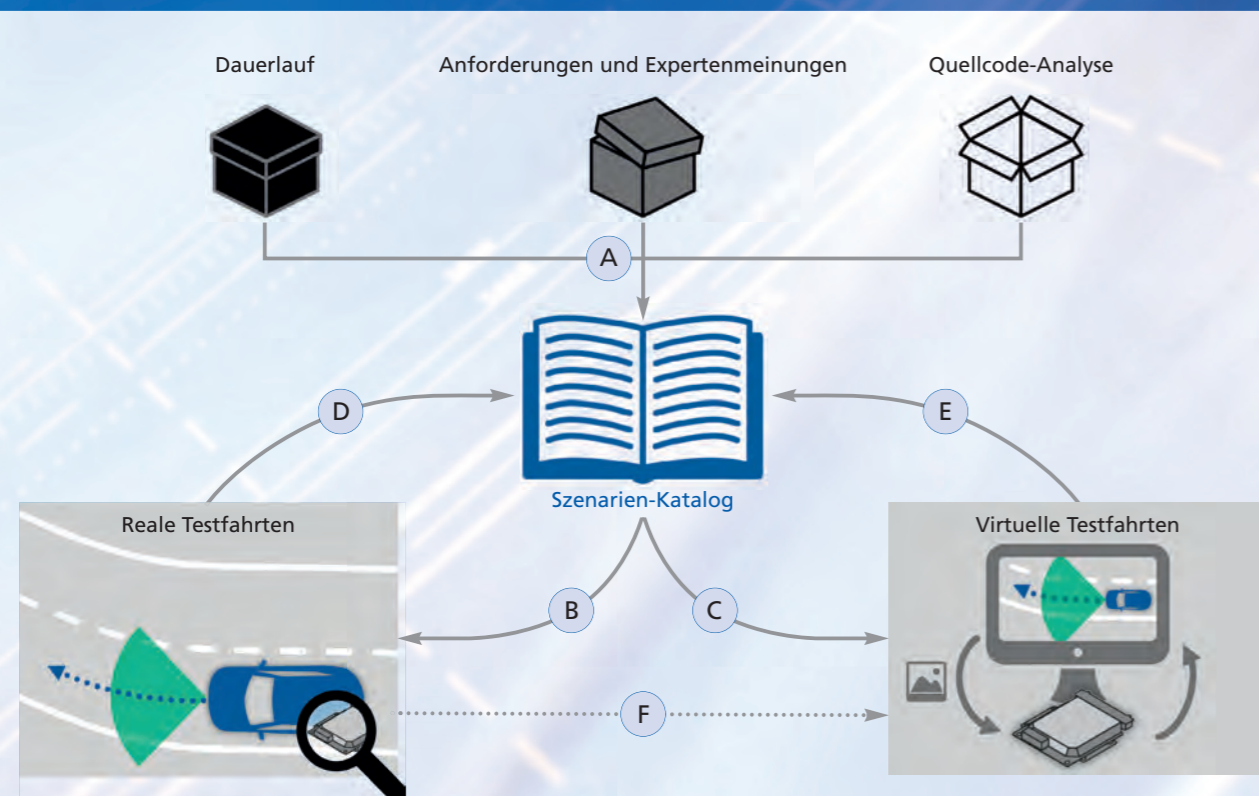 Dauerlauf
Anforderungen und Expertenmeinungen
Quellcode-Analyse
A
D
E
Szenarien-Katalog
Reale Testfahrten
Virtuelle Testfahrten
B
C
F